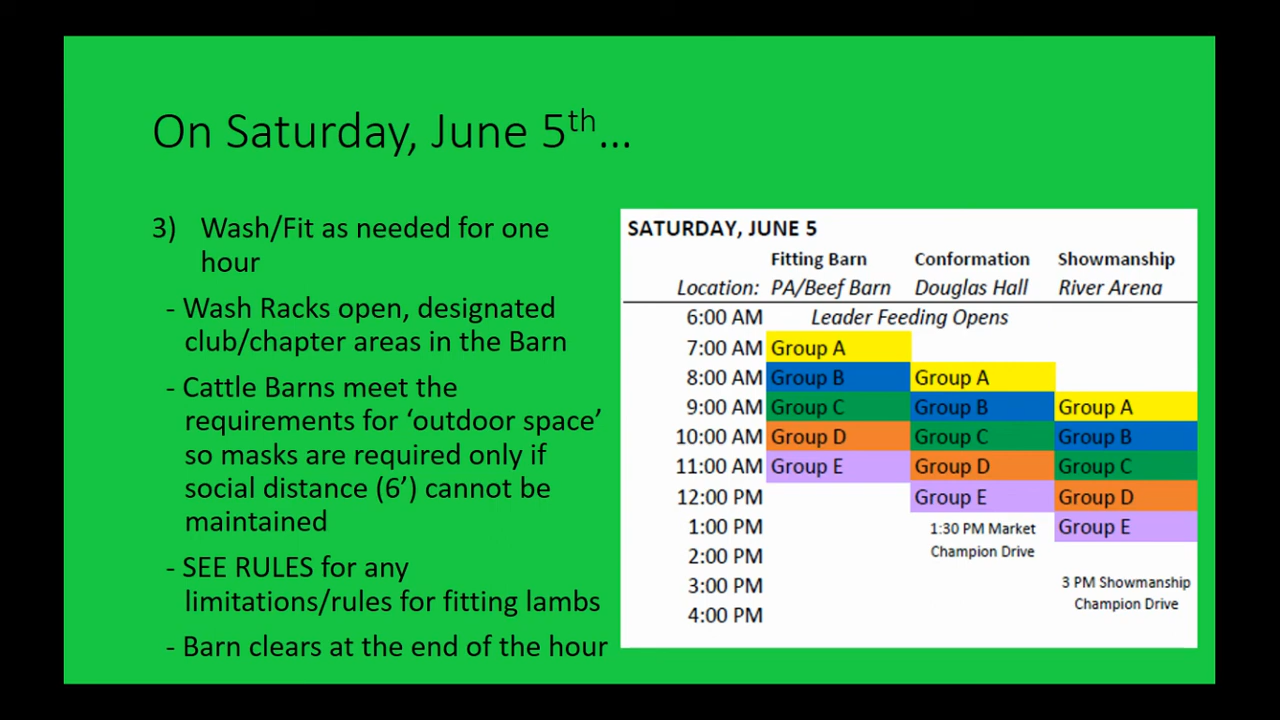 On Saturday, June 5th...
3) Wash/Fit as needed for one
hour
- Wash Racks open, designated
club/chapter areas in the Barn
- Cattle Barns meet the
requirements for ‘outdoor space’
so masks are required only if
social distance (6’) cannot be
maintained
- SEE RULES for any
limitations/rules for fitting lambs
- Barn clears at the end of the hour
SATURDAY, JUNE 5
Fitting Barn Conformation Showmanship
Location: PA/Beef Barn Douglas Hall River Arena
6:00 AM Leader Feeding Opens
7:00 AM Group A
8:00 AM Group B Group A
9:00 AM Group C Group B Group A
10:00 AM Group D Group C Group B
11:00 AM Group E Group D Group C
12:00 PM Group E Group D
1:00 PM 1:30 PM Market Group E
2:00 PM Champion Drive
3:00 PM 3 PM Showmanship
4:00 PM Champion Drive